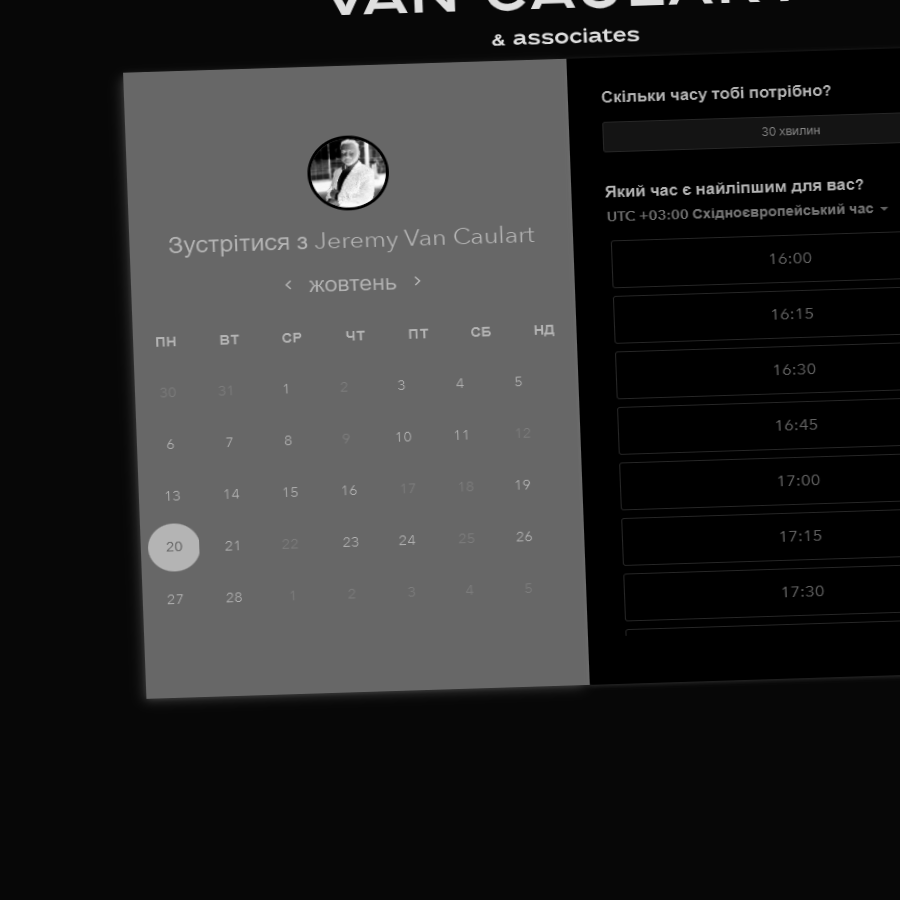 VAN CAULART
& associates
Зустрітися з Jeremy Van Caulart
‹ жовтень ›
ПН ВТ СР ЧТ ПТ СБ НД
30 31 1 2 3 4 5
6 7 8 9 10 11 12
13 14 15 16 17 18 19
20 21 22 23 24 25 26
27 28 1 2 3 4 5
Скільки часу тобі потрібно?
30 хвилин
Який час є найліпшим для вас?
UTC +03:00 Східноєвропейський час
16:00
16:15
16:30
16:45
17:00
17:15
17:30